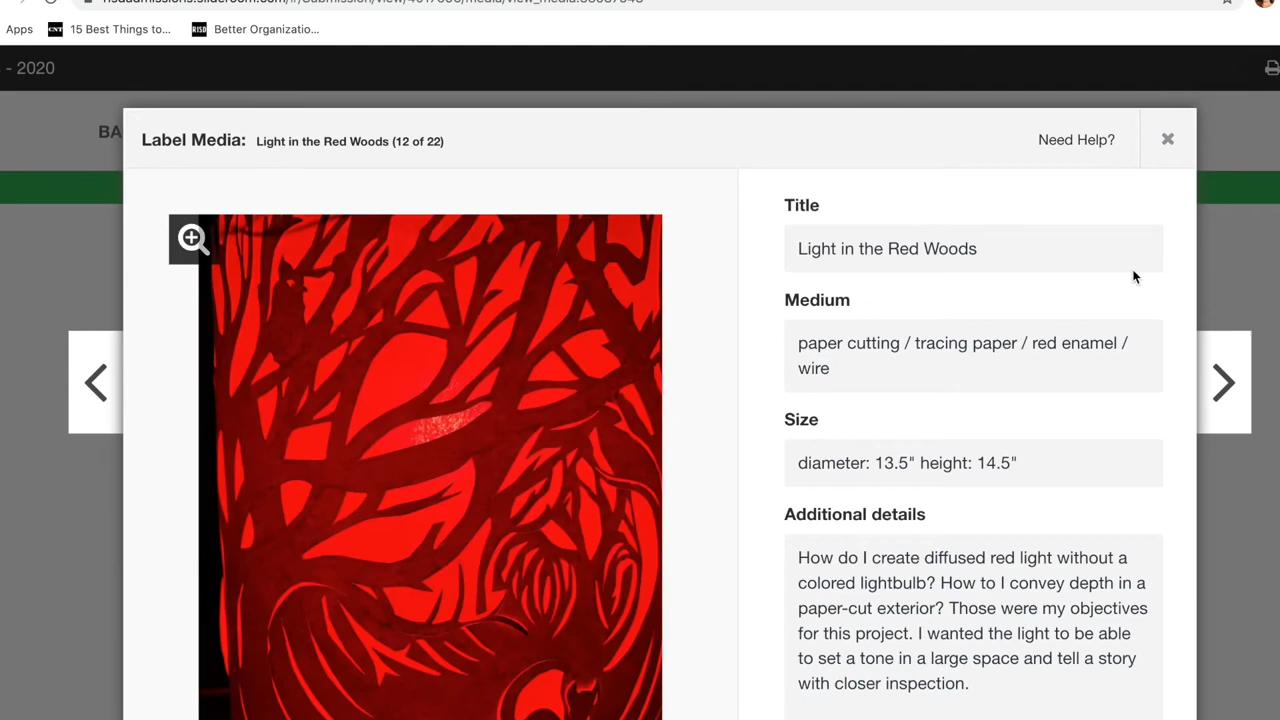 Apps CNT 15 Best Things to... RISD Better Organizatio...
- 2020
BA
Label Media: Light in the Red Woods (12 of 22)
Need Help?
Title
Light in the Red Woods
Medium
paper cutting / tracing paper / red enamel /
wire
Size
diameter: 13.5" height: 14.5"
Additional details
How do I create diffused red light without a
colored lightbulb? How to I convey depth in a
paper-cut exterior? Those were my objectives
for this project. I wanted the light to be able
to set a tone in a large space and tell a story
with closer inspection.